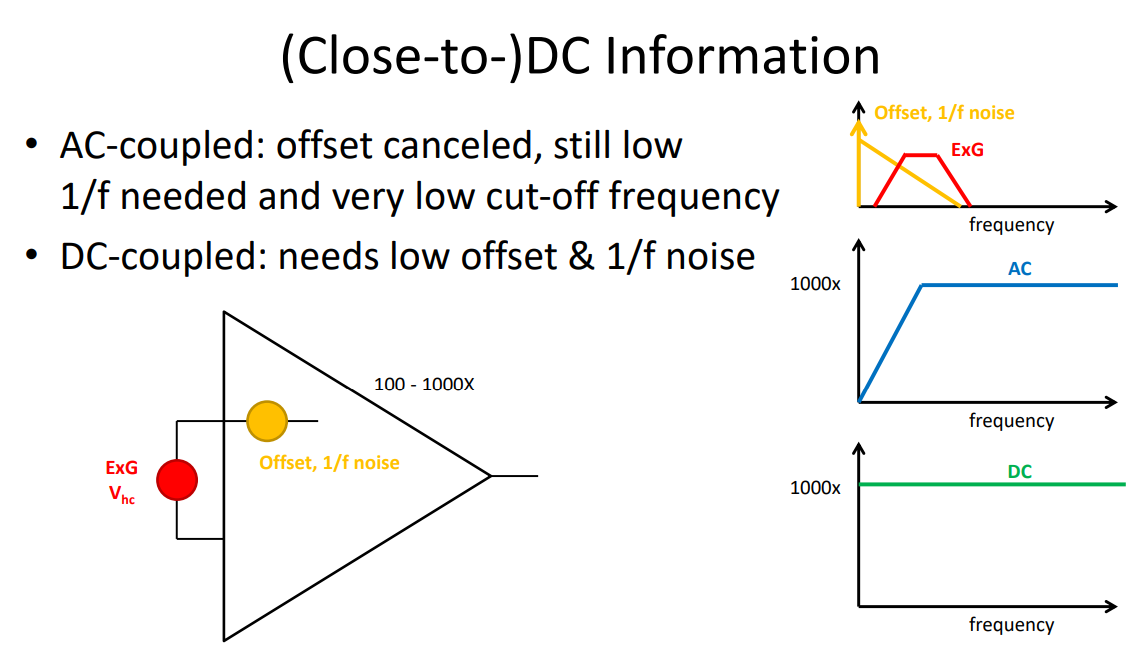 (Close-to-)DC Information
• AC-coupled: offset canceled, still low
1/f needed and very low cut-off frequency
• DC-coupled: needs low offset & 1/f noise
100 - 1000X
Offset, 1/f noise
ExG
Vhc
Offset, 1/f noise
ExG
frequency
1000x
AC
frequency
1000x
DC
frequency